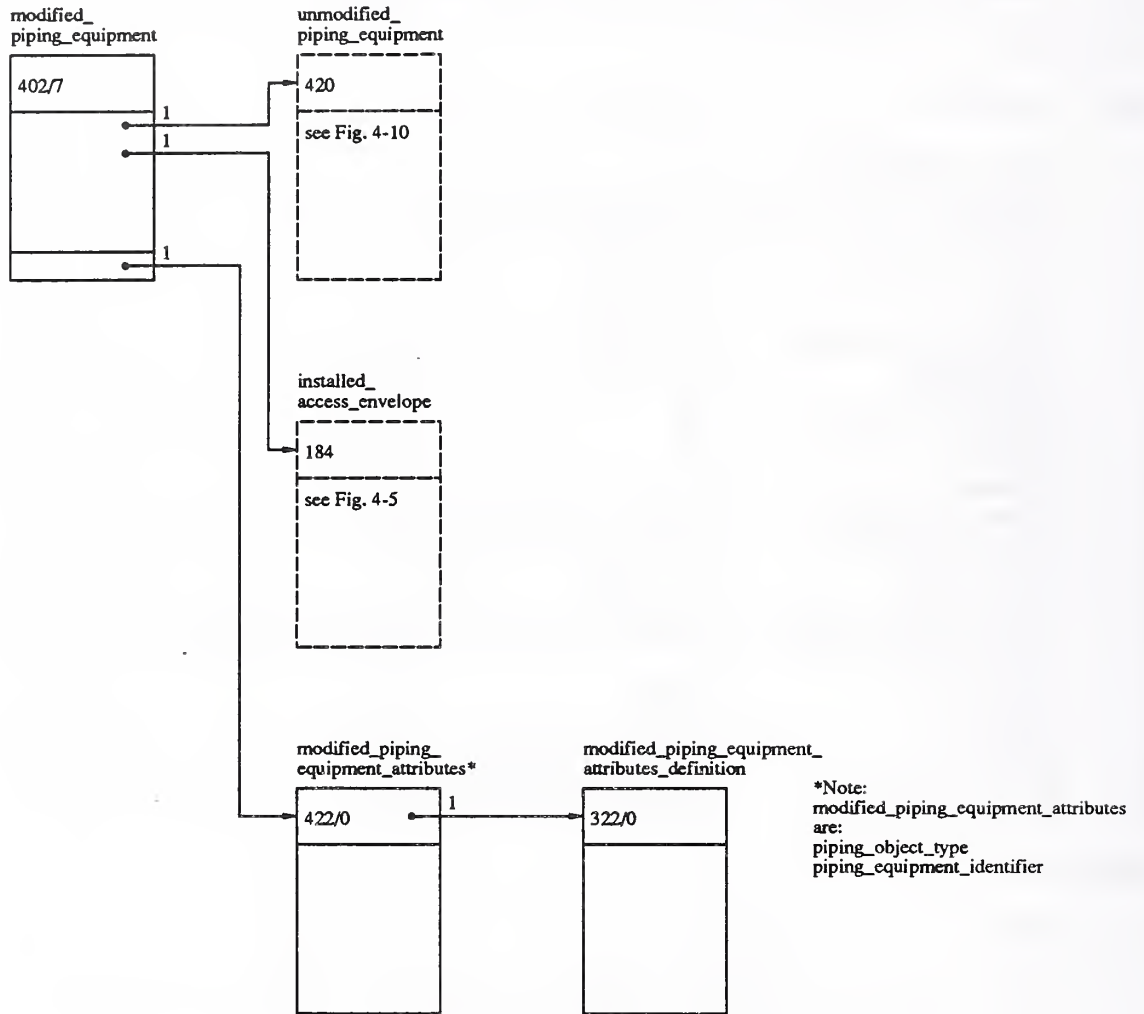 modified_
piping_equipment
402/7
1
1
1
unmodified_
piping_equipment
420
see Fig. 4-10
installed_
access_envelope
184
see Fig. 4-5
modified_piping_
equipment_attributes*
422/0
1
modified_piping_equipment_
attributes_definition
322/0
*Note:
modified_piping_equipment_attributes
are:
piping_object_type
piping_equipment_identifier